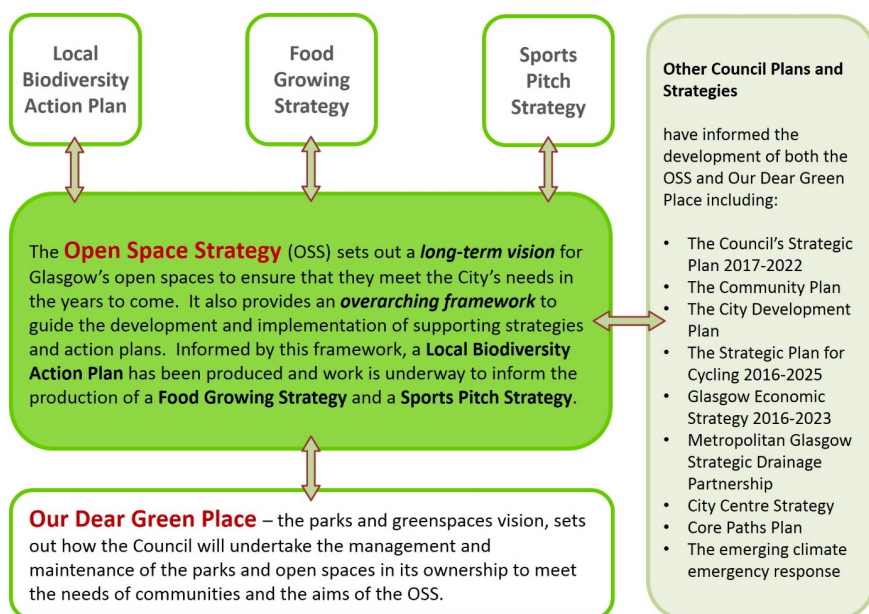 Local
Biodiversity
Action Plan
Food
Growing
Strategy
Sports
Pitch
Strategy
The Open Space Strategy (OSS) sets out a long-term vision for
Glasgow's open spaces to ensure that they meet the City's needs in
the years to come. It also provides an overarching framework to
guide the development and implementation of supporting strategies
and action plans. Informed by this framework, a Local Biodiversity
Action Plan has been produced and work is underway to inform the
production of a Food Growing Strategy and a Sports Pitch Strategy.
Our Dear Green Place – the parks and greenspaces vision, sets
out how the Council will undertake the management and
maintenance of the parks and open spaces in its ownership to meet
the needs of communities and the aims of the OSS.
Other Council Plans and
Strategies
have informed the
development of both the
OSS and Our Dear Green
Place including:
• The Council's Strategic
Plan 2017-2022
• The Community Plan
• The City Development
Plan
• The Strategic Plan for
Cycling 2016-2025
• Glasgow Economic
Strategy 2016-2023
• Metropolitan Glasgow
Strategic Drainage
Partnership
• City Centre Strategy
• Core Paths Plan
• The emerging climate
emergency response